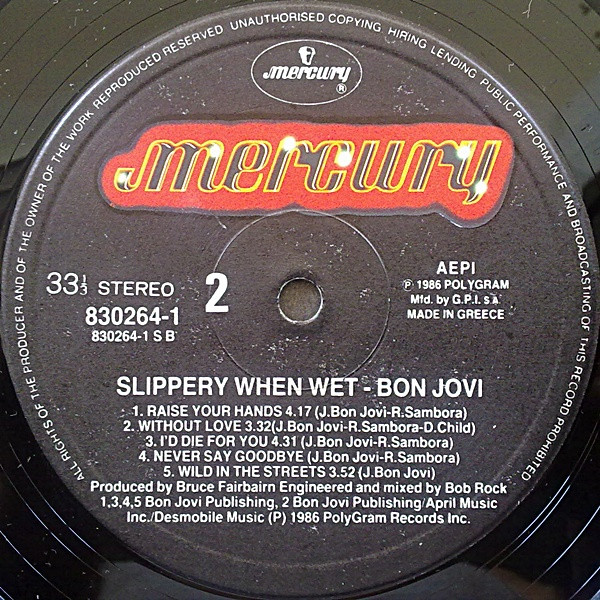 ALL RIGHTS OF THE PRODUCER AND OF THE OWNER OF THE WORK REPRODUCED RESERVED UNAUTHORISED COPYING, HIRING LENDING PUBLIC PERFORMANCE AND BROADCASTING OF THIS RECORD PROHIBITED
mercury
®
mercury
33⅓ STEREO
2
830264-1
830264-1 S B
AEPI
℗ 1986 POLYGRAM
Mfd. by G.P.I. s A
MADE IN GREECE
SLIPPERY WHEN WET - BON JOVI
1. RAISE YOUR HANDS 4.17 (J.Bon Jovi-R.Sambora)
2. WITHOUT LOVE 3.32(J.Bon Jovi-R.Sambora-D.Child)
3. I'D DIE FOR YOU 4.31 (J.Bon Jovi-R.Sambora)
4. NEVER SAY GOODBYE (J.Bon Jovi-R.Sambora)
5. WILD IN THE STREETS 3.52 (J.Bon Jovi)
Produced by Bruce Fairbairn Engineered and mixed by Bob Rock
1,3,4,5 Bon Jovi Publishing, 2 Bon Jovi Publishing/April Music
Inc./Desmobile Music (P) 1986 PolyGram Records Inc.